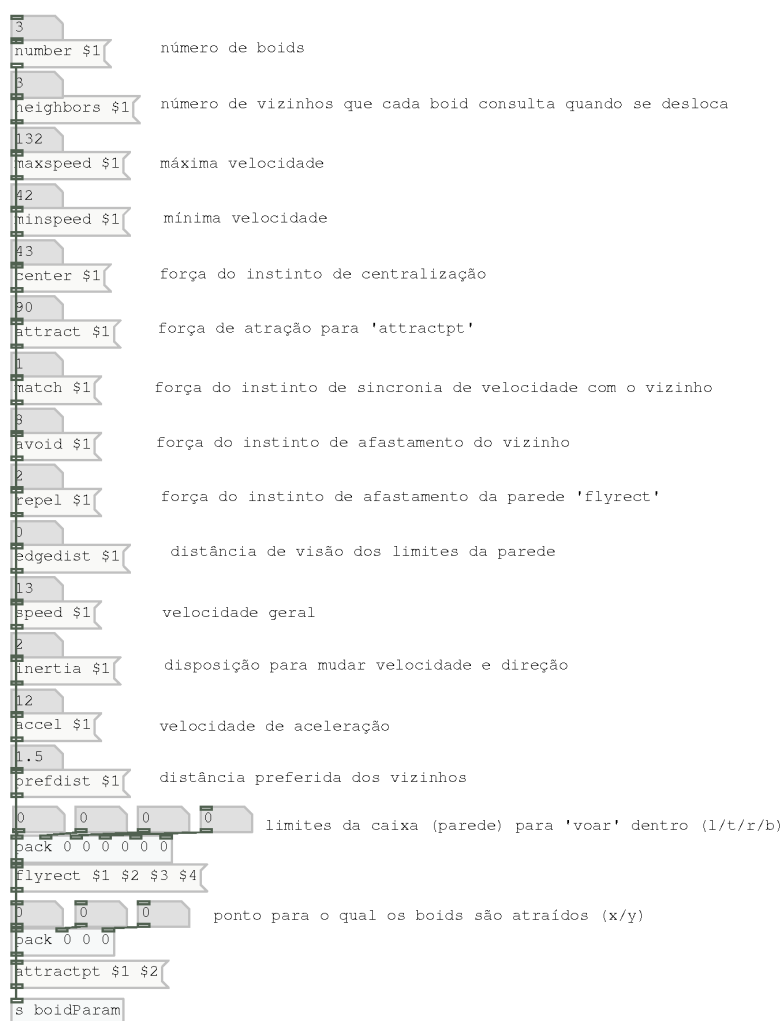 3
number $1 número de boids
3
neighbors $1 número de vizinhos que cada boid consulta quando se desloca
132
maxspeed $1 máxima velocidade
42
minspeed $1 mínima velocidade
43
center $1 força do instinto de centralização
90
attract $1 força de atração para 'attractpt'
1
match $1 força do instinto de sincronia de velocidade com o vizinho
8
avoid $1 força do instinto de afastamento do vizinho
2
repel $1 força do instinto de afastamento da parede 'flyrect'
0
edgedist $1 distância de visão dos limites da parede
13
speed $1 velocidade geral
2
inertia $1 disposição para mudar velocidade e direção
12
accel $1 velocidade de aceleração
1.5
prefdist $1 distância preferida dos vizinhos
0 0 0 0 limites da caixa (parede) para 'voar' dentro (l/t/r/b)
pack 0 0 0 0 0 0
flyrect $1 $2 $3 $4
0 0 0 ponto para o qual os boids são atraídos (x/y)
pack 0 0 0
attractpt $1 $2
s boidParam